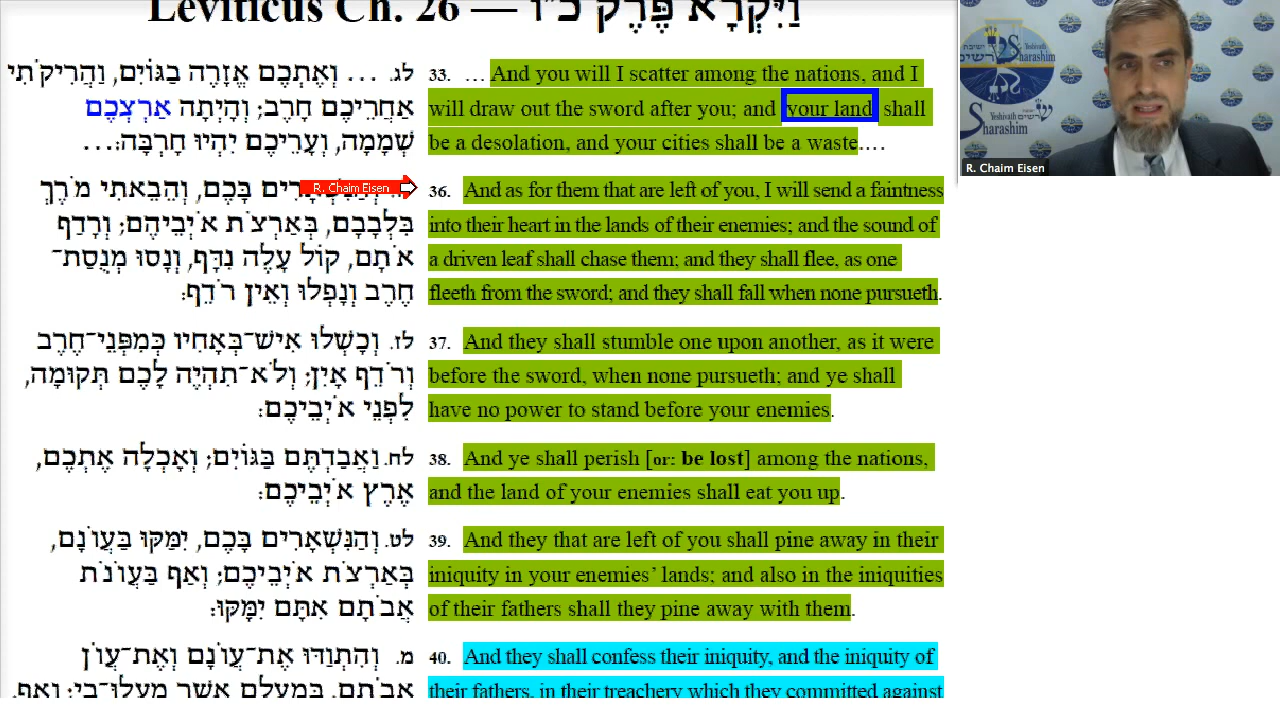 Leviticus Ch. 26 — וַיִּקְרָא פֶּרֶק כ״ו
לג. ... וְאֶתְכֶם אֱזָרֶה בַגּוֹיִם, וַהֲרִיקֹתִי
אַחֲרֵיכֶם חָרֶב; וְהָיְתָה אַרְצְכֶם
שְׁמָמָה, וְעָרֵיכֶם יִהְיוּ חָרְבָּה:...
33. ... And you will I scatter among the nations, and I
will draw out the sword after you; and your land shall
be a desolation, and your cities shall be a waste....
בָּכֶם, וְהֵבֵאתִי מֹרֶךְ
בִּלְבָבָם, בְּאַרְצֹת אֹיְבֵיהֶם; וְרָדַף
אֹתָם, קוֹל עָלֶה נִדָּף, וְנָסוּ מְנֻסַת־
חֶרֶב וְנָפְלוּ וְאֵין רֹדֵף:
R. Chaim Eisen
36. And as for them that are left of you, I will send a faintness
into their heart in the lands of their enemies; and the sound of
a driven leaf shall chase them; and they shall flee, as one
fleeth from the sword; and they shall fall when none pursueth.
לז. וְכָשְׁלוּ אִישׁ־בְּאָחִיו כְּמִפְּנֵי־חֶרֶב
וְרֹדֵף אָיִן; וְלֹא־תִהְיֶה לָכֶם תְּקוּמָה,
לִפְנֵי אֹיְבֵיכֶם:
37. And they shall stumble one upon another, as it were
before the sword, when none pursueth; and ye shall
have no power to stand before your enemies.
לח. וַאֲבַדְתֶּם בַּגּוֹיִם; וְאָכְלָה אֶתְכֶם,
אֶרֶץ אֹיְבֵיכֶם:
38. And ye shall perish [or: be lost] among the nations,
and the land of your enemies shall eat you up.
לט. וְהַנִּשְׁאָרִים בָּכֶם, יִמַּקּוּ בַּעֲוֺנָם,
בְּאַרְצֹת אֹיְבֵיכֶם; וְאַף בַּעֲוֺנֹת
אֲבֹתָם אִתָּם יִמָּקּוּ:
39. And they that are left of you shall pine away in their
iniquity in your enemies’ lands; and also in the iniquities
of their fathers shall they pine away with them.
מ. וְהִתְוַדּוּ אֶת־עֲוֺנָם וְאֶת־עֲוֺן
אֲבֹתָם, בְּמַעֲלָם אֲשֶׁר מָעֲלוּ־בִי; וְאַף,
40. And they shall confess their iniquity, and the iniquity of
their fathers, in their treachery which they committed against
Yeshivath
Sharashim
Yeshivath
Sharashim
R. Chaim Eisen